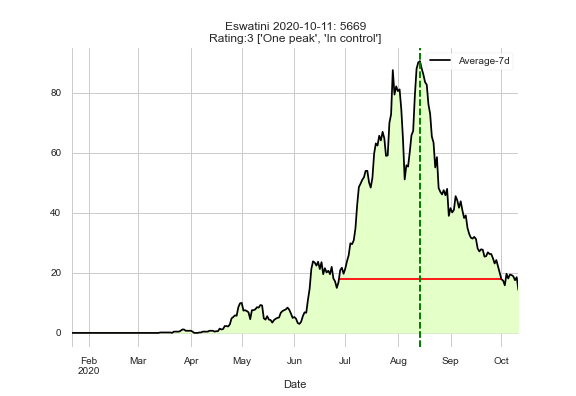 Eswatini 2020-10-11: 5669
Rating:3 ['One peak', 'In control']
Average-7d
80
60
40
20
0
Feb
2020
Mar
Apr
May
Jun
Jul
Aug
Sep
Oct
Date